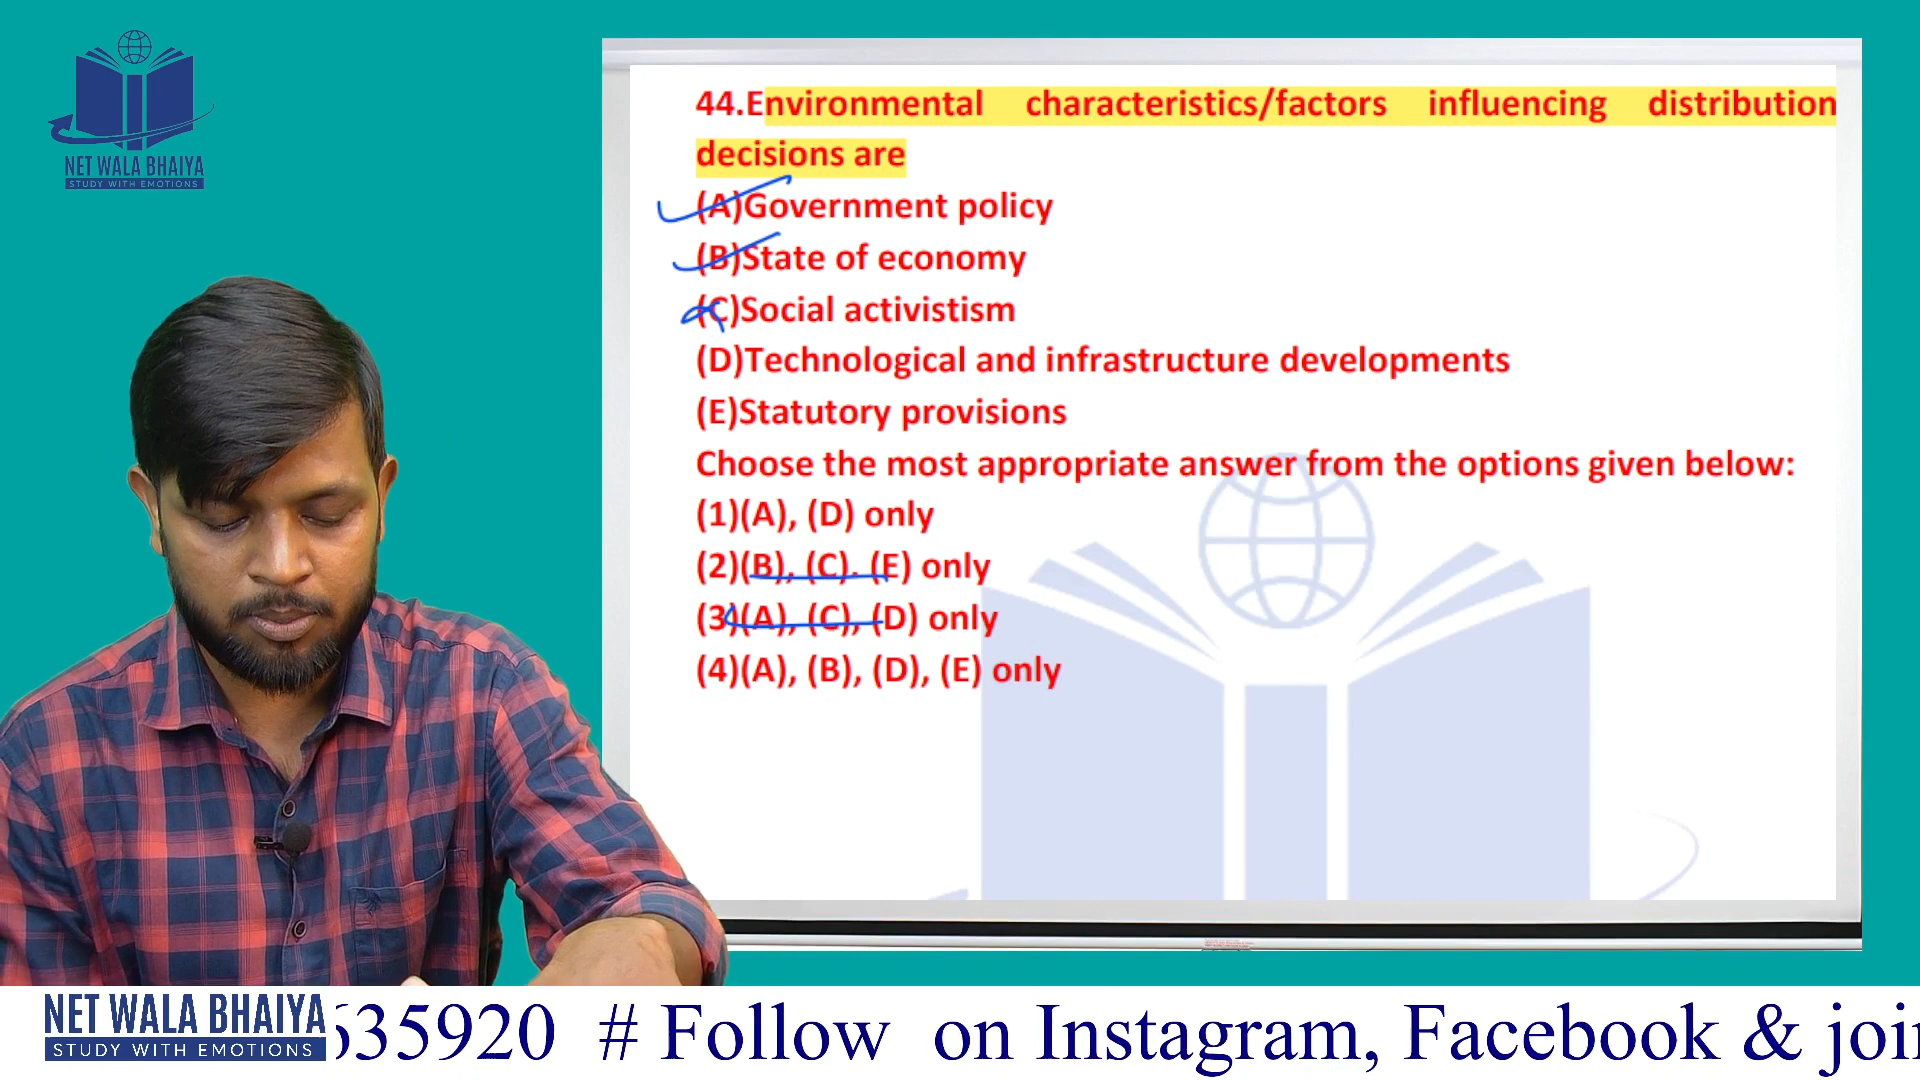 NET WALA BHAIYA
STUDY WITH EMOTIONS
44.Environmental characteristics/factors influencing distribution
decisions are
(A)Government policy
(B)State of economy
(C)Social activistism
(D)Technological and infrastructure developments
(E)Statutory provisions
Choose the most appropriate answer from the options given below:
(1)(A), (D) only
(2)(B), (C), (E) only
(3)(A), (C), (D) only
(4)(A), (B), (D), (E) only
NET WALA BHAIYA
STUDY WITH EMOTIONS
635920 # Follow on Instagram, Facebook & joi